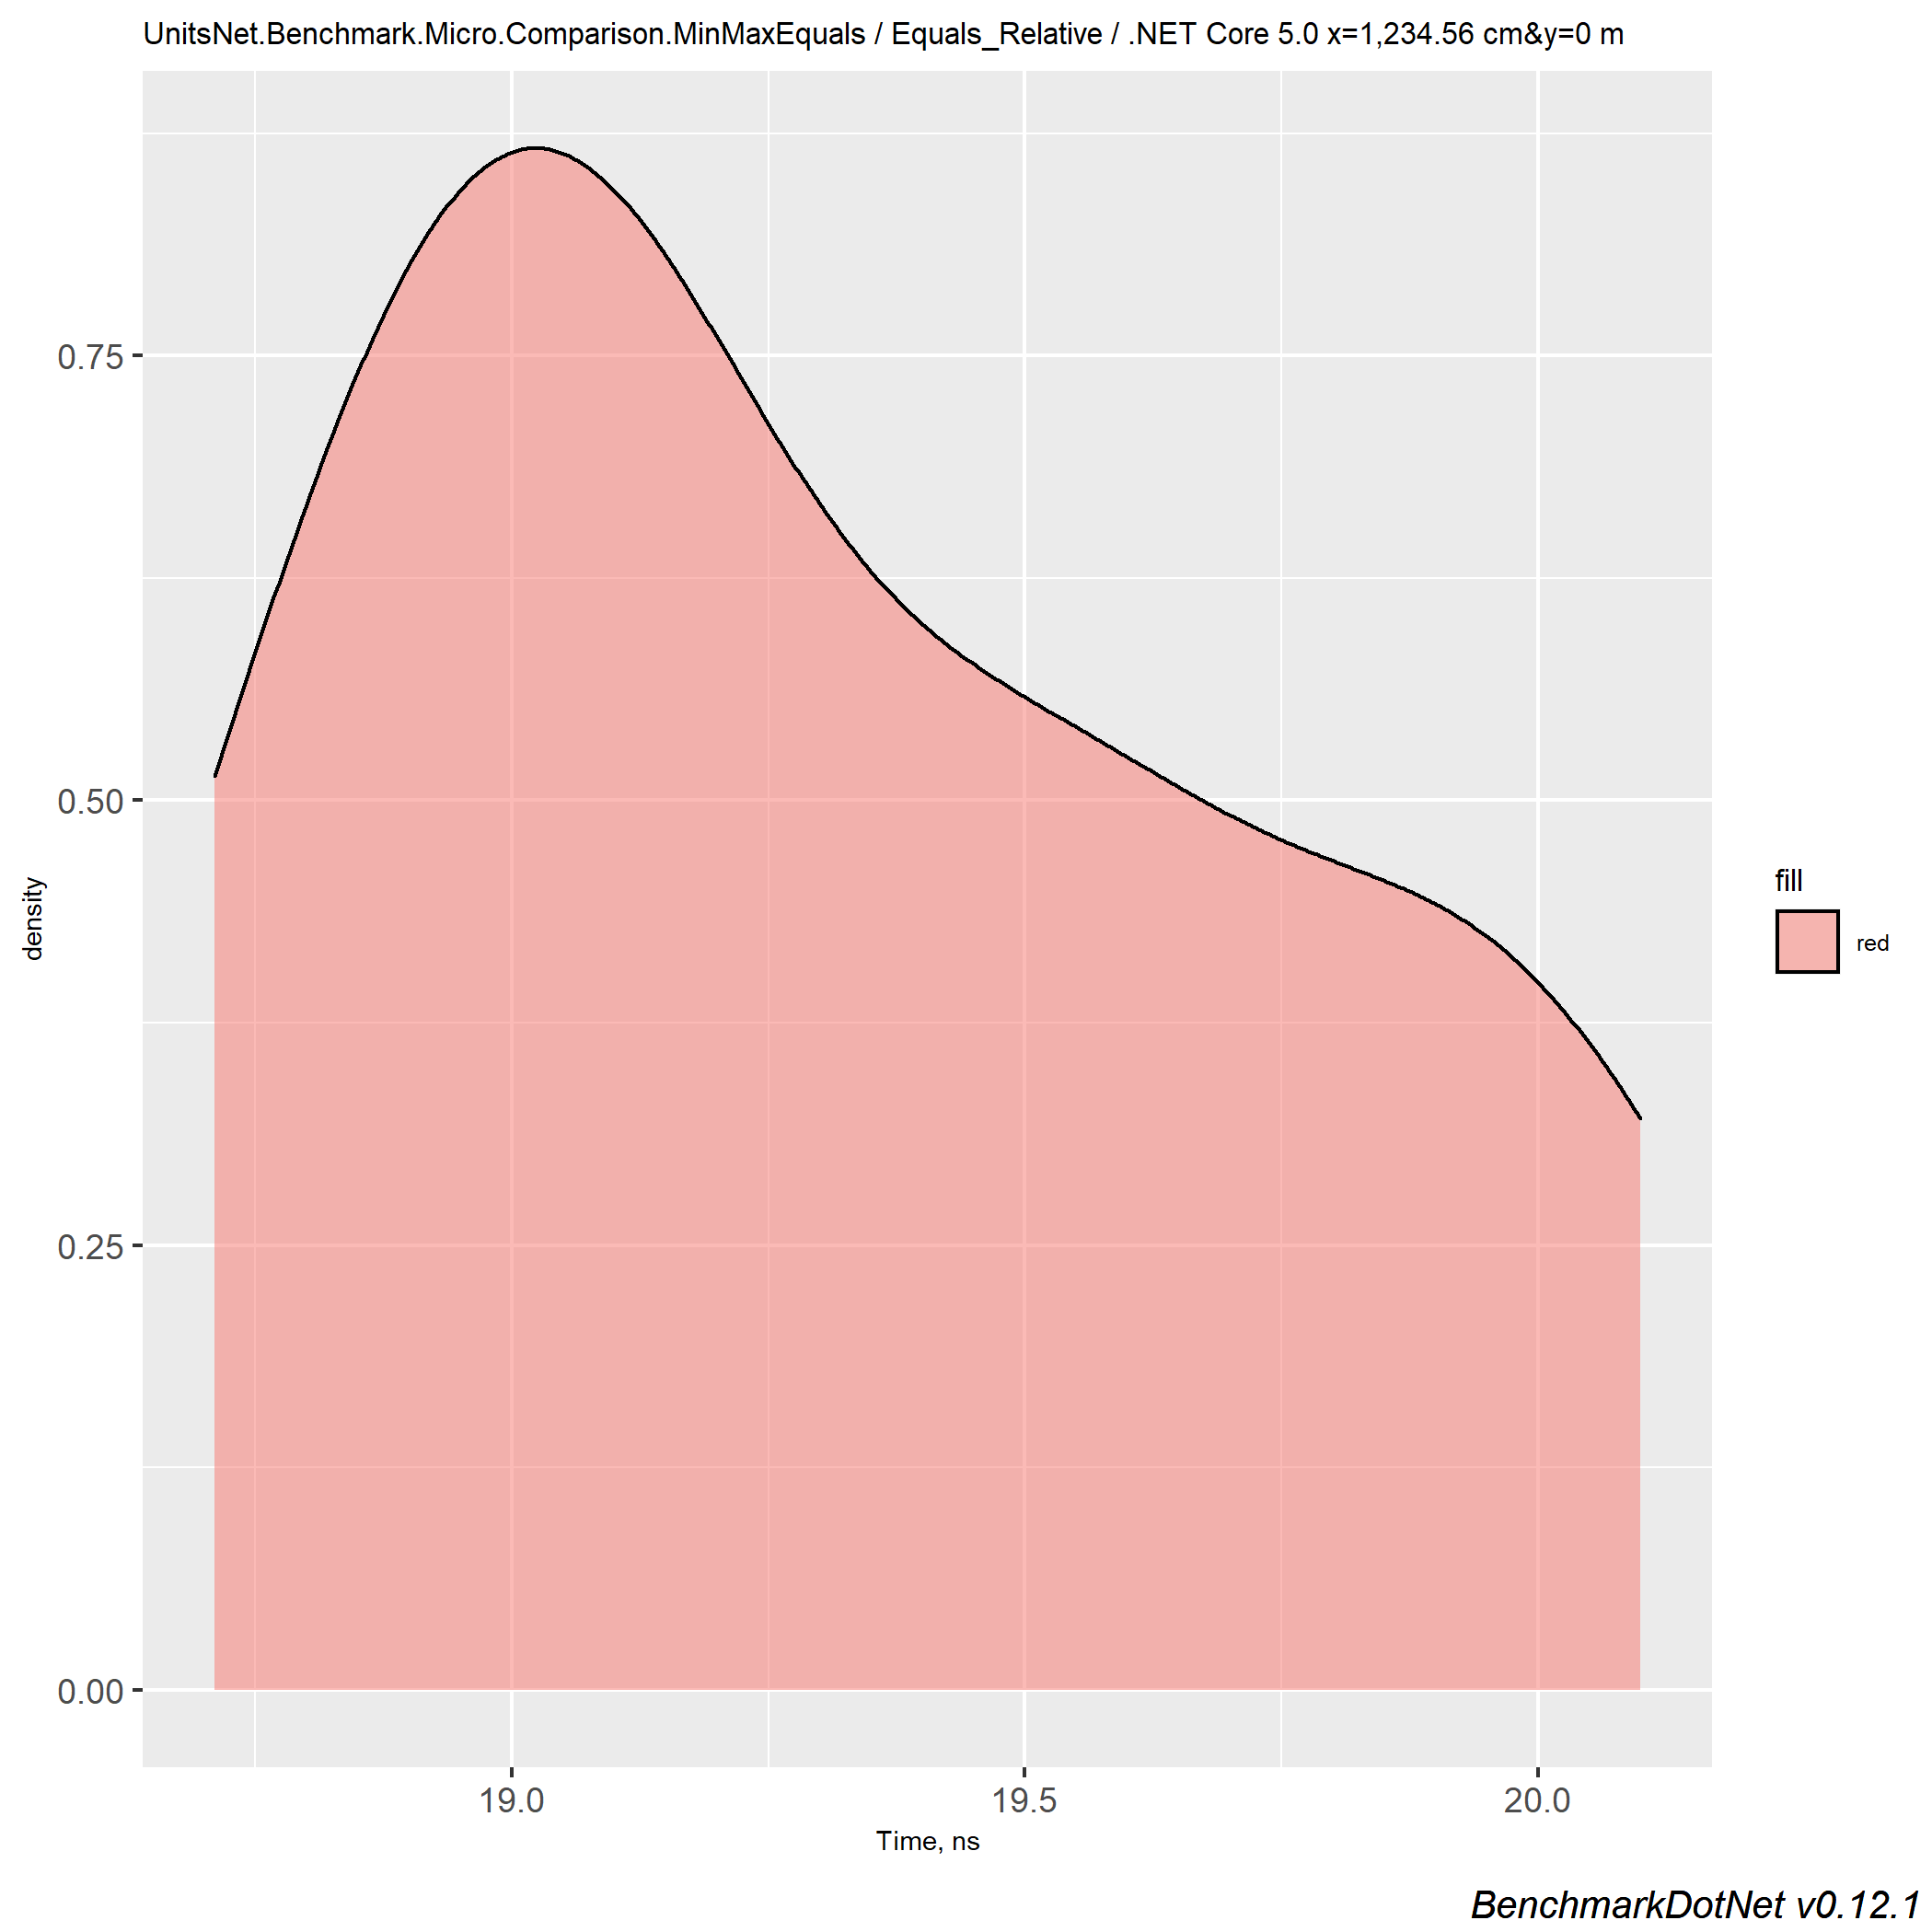 UnitsNet.Benchmark.Micro.Comparison.MinMaxEquals / Equals_Relative / .NET Core 5.0 x=1,234.56 cm&y=0 m
0.75
0.50
0.25
0.00
density
19.0 19.5 20.0
Time, ns
fill
red
BenchmarkDotNet v0.12.1